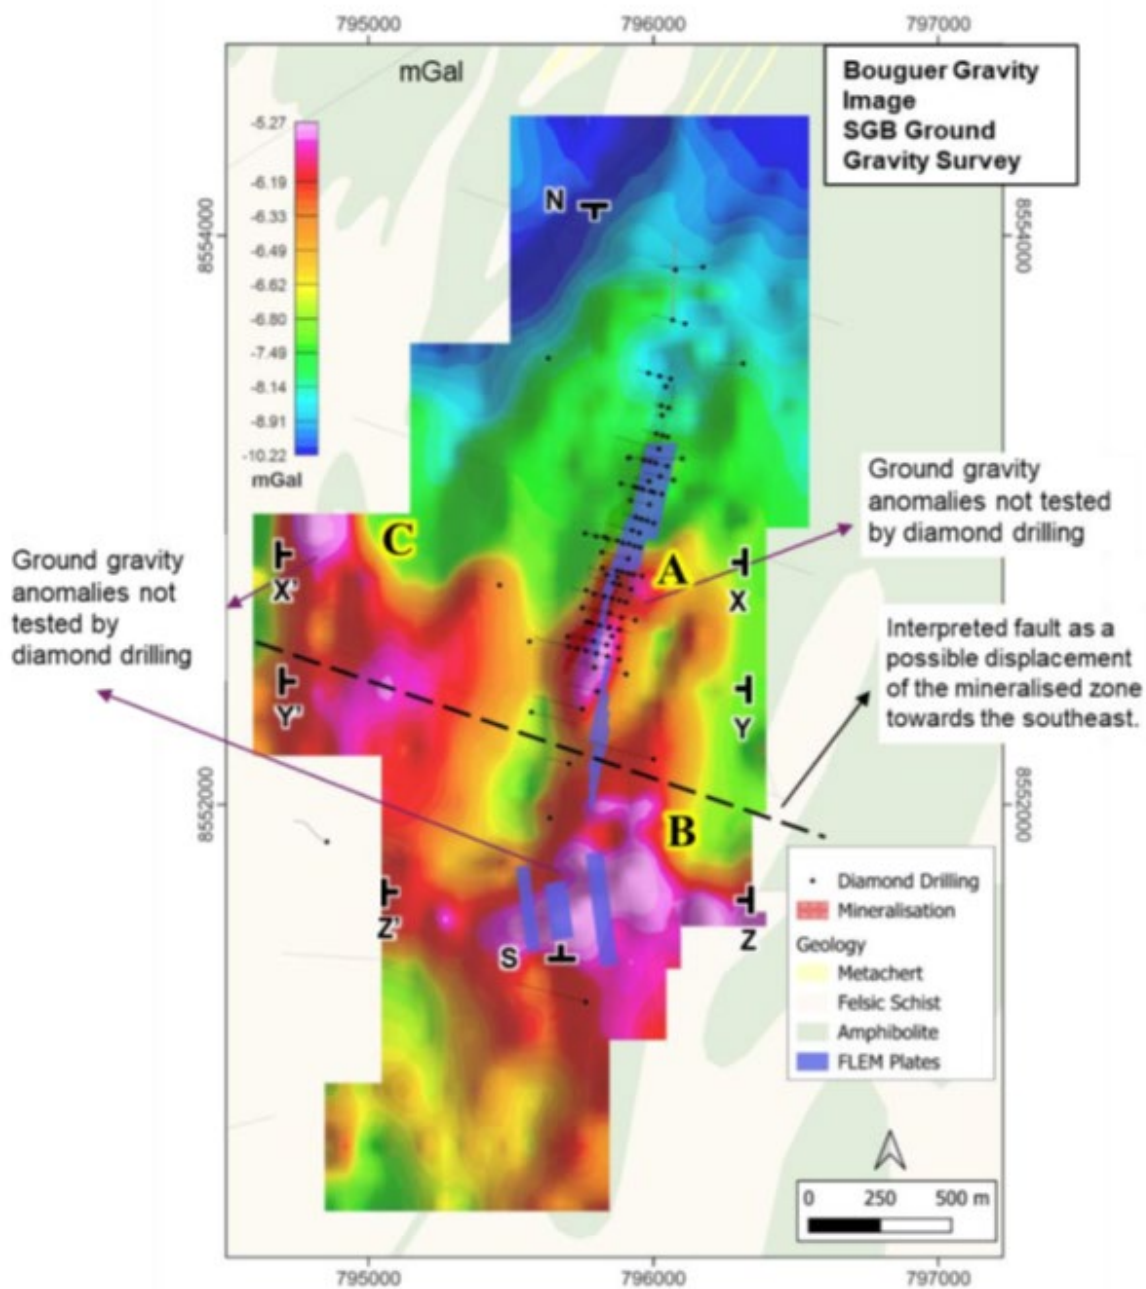 795000
796000
797000
mGal
Bouguer Gravity
Image
SGB Ground
Gravity Survey
-5.27
-6.19
-6.33
-6.49
-6.62
-6.80
-7.49
-8.14
-8.91
-10.22
mGal
8554000
8554000
N
Ground gravity
anomalies not tested
by diamond drilling
C
A
X'
X
Ground gravity
anomalies not
tested by
diamond drilling
Interpreted fault as a
possible displacement
of the mineralised zone
towards the southeast.
Y'
Y
8552000
8552000
B
Z'
Z
S
Diamond Drilling
Mineralisation
Geology
Metachert
Felsic Schist
Amphibolite
FLEM Plates
0 250 500 m
795000
796000
797000